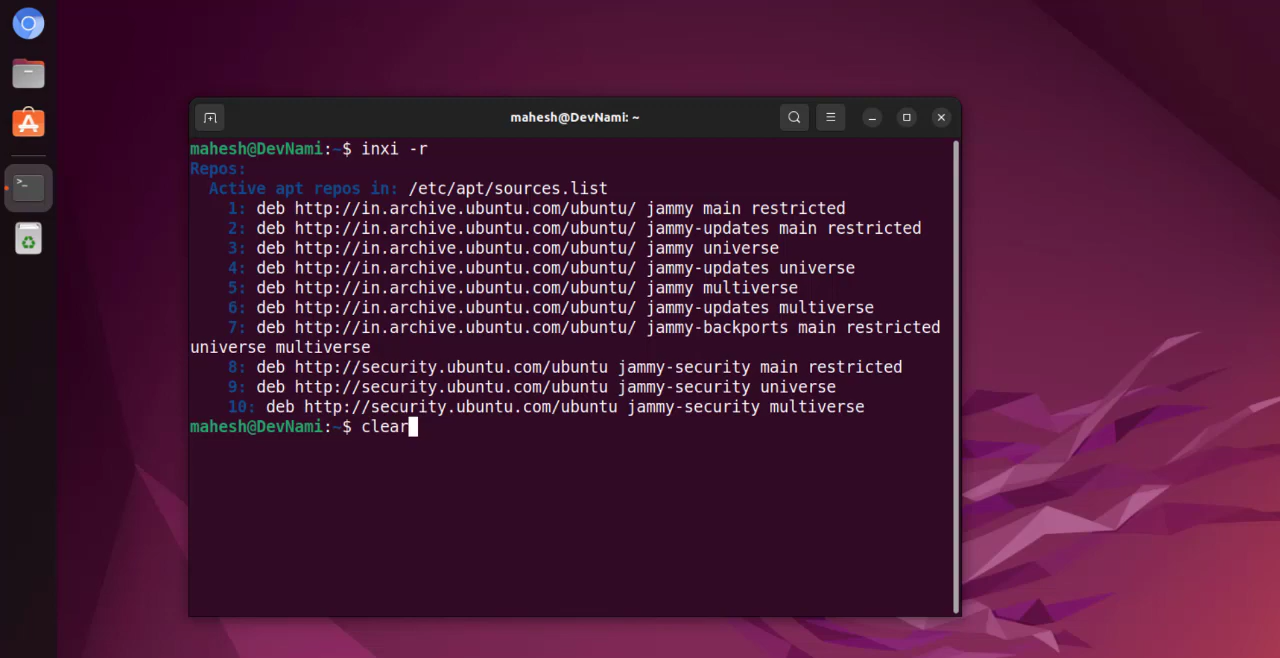 mahesh@DevNami: ~
mahesh@DevNami:~$ inxi -r
Repos:
Active apt repos in: /etc/apt/sources.list
1: deb http://in.archive.ubuntu.com/ubuntu/ jammy main restricted
2: deb http://in.archive.ubuntu.com/ubuntu/ jammy-updates main restricted
3: deb http://in.archive.ubuntu.com/ubuntu/ jammy universe
4: deb http://in.archive.ubuntu.com/ubuntu/ jammy-updates universe
5: deb http://in.archive.ubuntu.com/ubuntu/ jammy multiverse
6: deb http://in.archive.ubuntu.com/ubuntu/ jammy-updates multiverse
7: deb http://in.archive.ubuntu.com/ubuntu/ jammy-backports main restricted
universe multiverse
8: deb http://security.ubuntu.com/ubuntu jammy-security main restricted
9: deb http://security.ubuntu.com/ubuntu jammy-security universe
10: deb http://security.ubuntu.com/ubuntu jammy-security multiverse
mahesh@DevNami:~$ clear